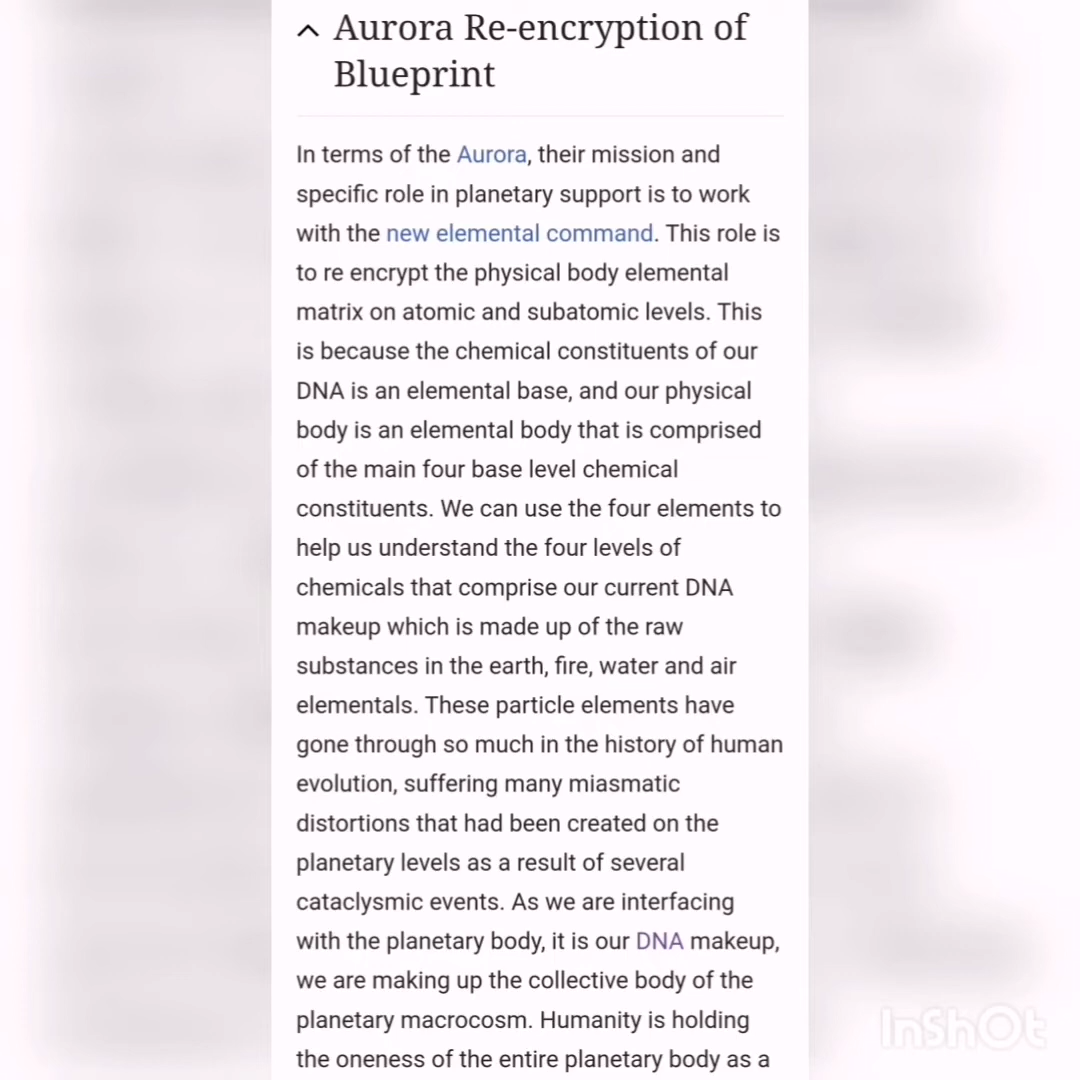 Aurora Re-encryption of
Blueprint
In terms of the Aurora, their mission and
specific role in planetary support is to work
with the new elemental command. This role is
to re encrypt the physical body elemental
matrix on atomic and subatomic levels. This
is because the chemical constituents of our
DNA is an elemental base, and our physical
body is an elemental body that is comprised
of the main four base level chemical
constituents. We can use the four elements to
help us understand the four levels of
chemicals that comprise our current DNA
makeup which is made up of the raw
substances in the earth, fire, water and air
elementals. These particle elements have
gone through so much in the history of human
evolution, suffering many miasmatic
distortions that had been created on the
planetary levels as a result of several
cataclysmic events. As we are interfacing
with the planetary body, it is our DNA makeup,
we are making up the collective body of the
planetary macrocosm. Humanity is holding
the oneness of the entire planetary body as a
InShOt